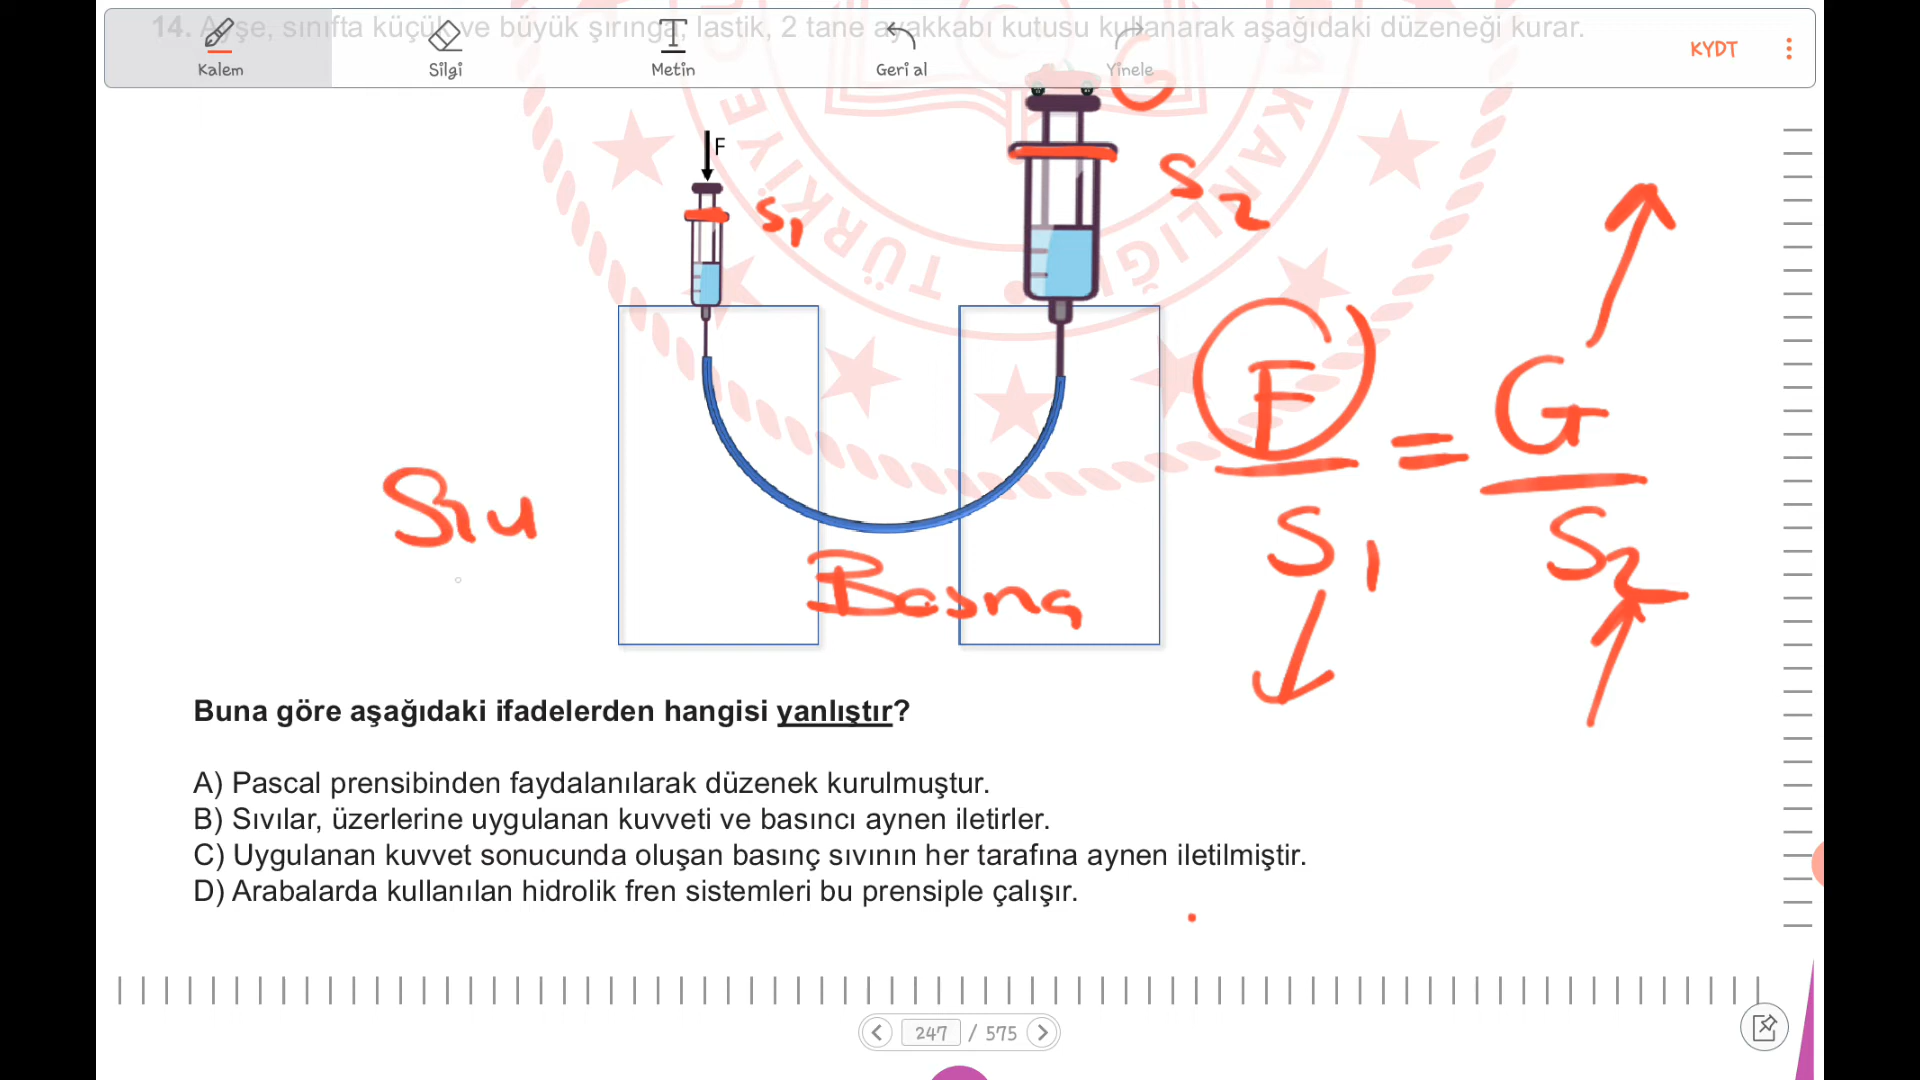 14. Ayşe, sınıfta küçük ve büyük şırınga, lastik, 2 tane ayakkabı kutusu kullanarak aşağıdaki düzeneği kurar.
Kalem
Silgi
Metin
Geri al
Yinele
KYDT
G
F
S1
S2
TÜRKİYE
F = G
S1 S2
Sıvı
Basınç
Buna göre aşağıdaki ifadelerden hangisi yanlıştır?
A) Pascal prensibinden faydalanılarak düzenek kurulmuştur.
B) Sıvılar, üzerlerine uygulanan kuvveti ve basıncı aynen iletirler.
C) Uygulanan kuvvet sonucunda oluşan basınç sıvının her tarafına aynen iletilmiştir.
D) Arabalarda kullanılan hidrolik fren sistemleri bu prensiple çalışır.
247 / 575